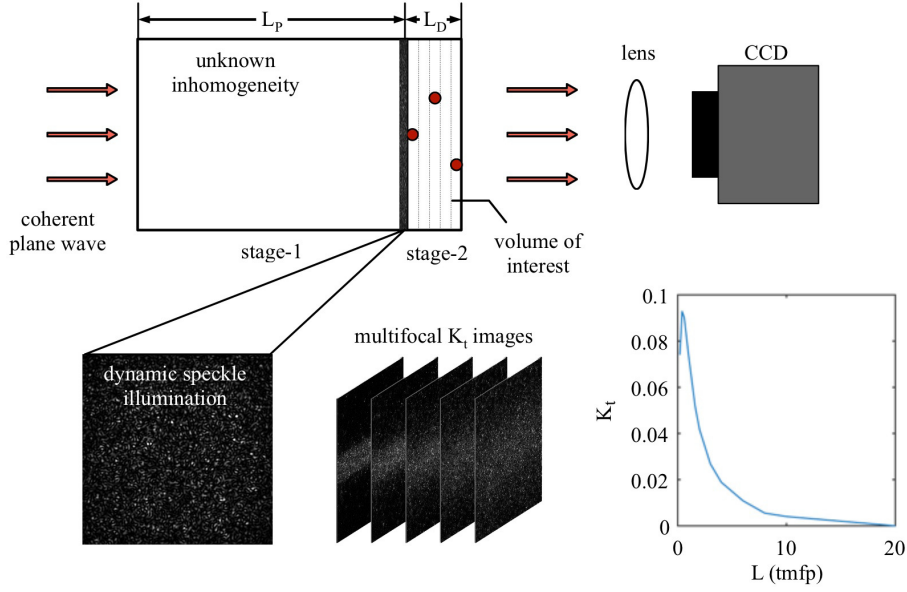 L_P
L_D
unknown
inhomogeneity
lens
CCD
coherent
plane wave
stage-1
stage-2
volume of
interest
dynamic speckle
illumination
multifocal K_t images
0.1
0.08
0.06
0.04
0.02
0
K_t
0
10
20
L (tmfp)